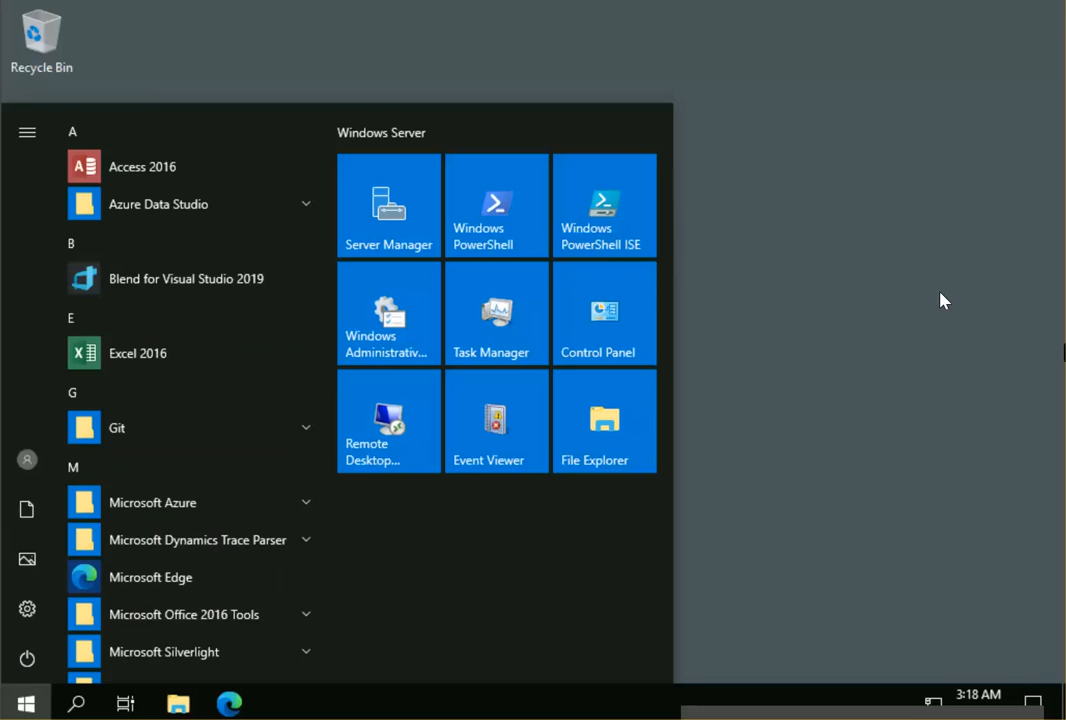 Recycle Bin
A
Access 2016
Azure Data Studio
B
Blend for Visual Studio 2019
E
Excel 2016
G
Git
M
Microsoft Azure
Microsoft Dynamics Trace Parser
Microsoft Edge
Microsoft Office 2016 Tools
Microsoft Silverlight
Windows Server
Server Manager
Windows
PowerShell
Windows
PowerShell ISE
Windows
Administrativ...
Task Manager
Control Panel
Remote
Desktop...
Event Viewer
File Explorer
3:18 AM